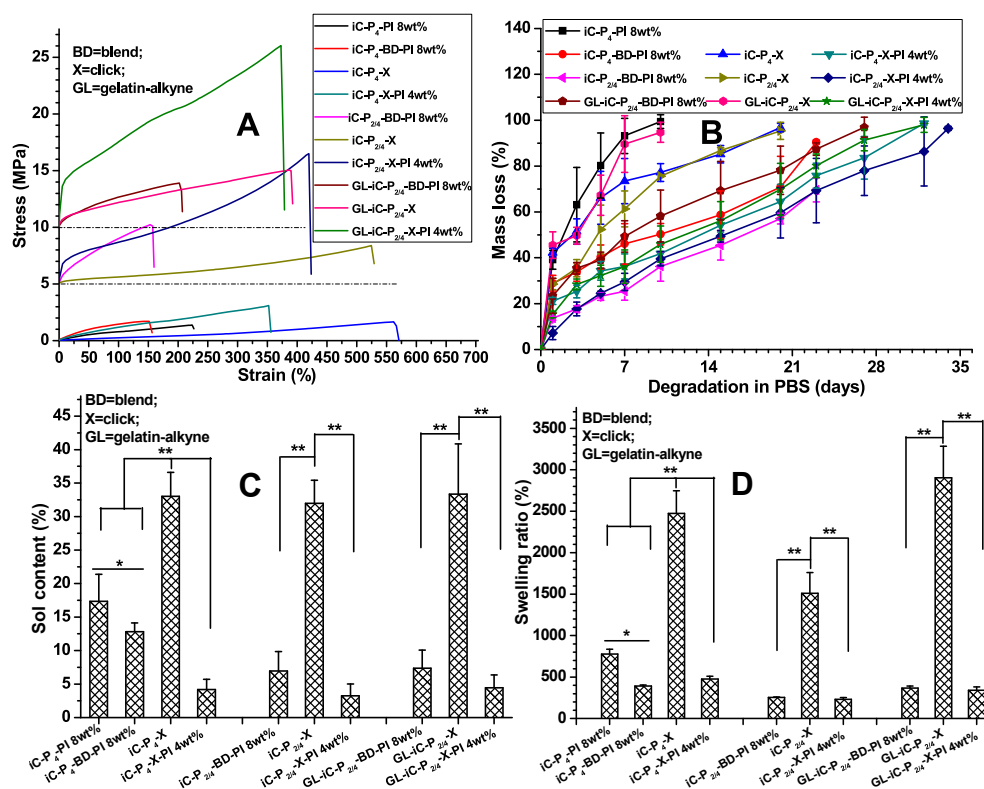 BD=blend;
X=click;
GL=gelatin-alkyne
A
iC-P4-PI 8wt%
iC-P4-BD-PI 8wt%
iC-P4-X
iC-P4-X-PI 4wt%
iC-P2/4-BD-PI 8wt%
iC-P2/4-X
iC-P2/4-X-PI 4wt%
GL-iC-P2/4-BD-PI 8wt%
GL-iC-P2/4-X
GL-iC-P2/4-X-PI 4wt%
Stress (MPa)
25
20
15
10
5
0
0 50 100 150 200 250 300 350 400 450 500 550 600 650 700
Strain (%)
iC-P4-PI 8wt%
iC-P4-BD-PI 8wt% iC-P4-X iC-P4-X-PI 4wt%
iC-P2/4-BD-PI 8wt% iC-P2/4-X iC-P2/4-X-PI 4wt%
GL-iC-P2/4-BD-PI 8wt% GL-iC-P2/4-X GL-iC-P2/4-X-PI 4wt%
B
Mass loss (%)
140
120
100
80
60
40
20
0
0 7 14 21 28 35
Degradation in PBS (days)
BD=blend;
X=click;
GL=gelatin-alkyne
C
Sol content (%)
45
40
35
30
25
20
15
10
5
0
* ** ** ** ** **
iC-P4-PI 8wt%
iC-P4-BD-PI 8wt%
iC-P4-X
iC-P4-X-PI 4wt%
iC-P2/4-BD-PI 8wt%
iC-P2/4-X
iC-P2/4-X-PI 4wt%
GL-iC-P2/4-BD-PI 8wt%
GL-iC-P2/4-X
GL-iC-P2/4-X-PI 4wt%
BD=blend;
X=click;
GL=gelatin-alkyne
D
Swelling ratio (%)
3500
3000
2500
2000
1500
1000
500
0
* ** ** ** ** **
iC-P4-PI 8wt%
iC-P4-BD-PI 8wt%
iC-P4-X
iC-P4-X-PI 4wt%
iC-P2/4-BD-PI 8wt%
iC-P2/4-X
iC-P2/4-X-PI 4wt%
GL-iC-P2/4-BD-PI 8wt%
GL-iC-P2/4-X
GL-iC-P2/4-X-PI 4wt%